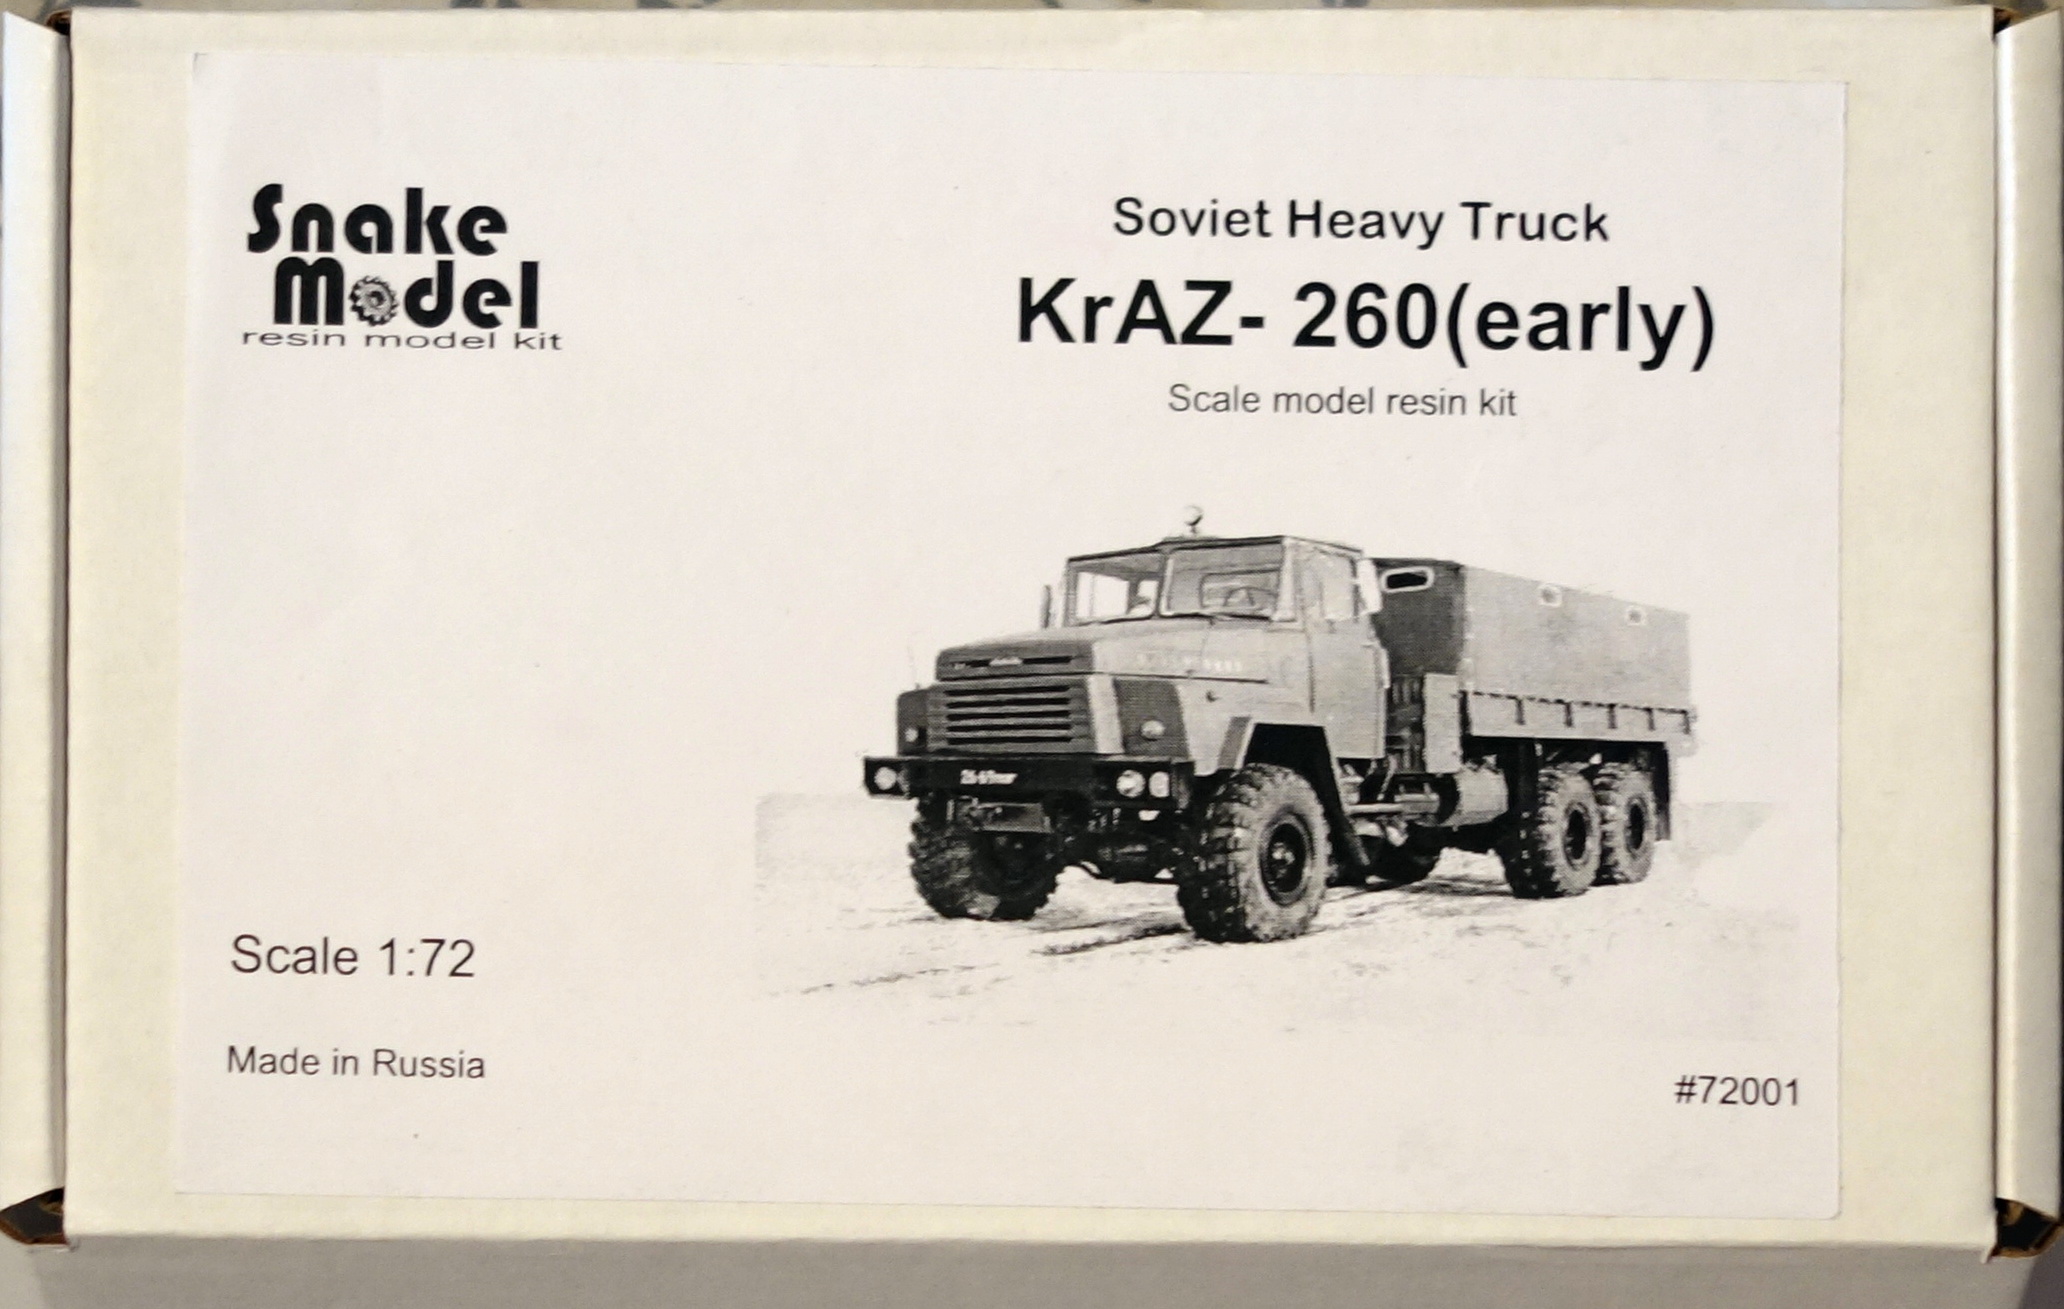 Snake
Model
resin model kit
Soviet Heavy Truck
KrAZ- 260(early)
Scale model resin kit
Scale 1:72
Made in Russia
#72001